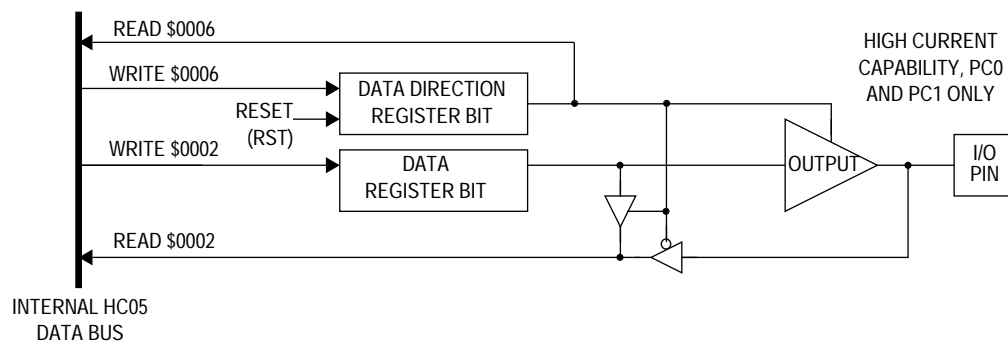 READ $0006
WRITE $0006
RESET
(RST)
WRITE $0002
READ $0002
DATA DIRECTION
REGISTER BIT
DATA
REGISTER BIT
OUTPUT
HIGH CURRENT
CAPABILITY, PC0
AND PC1 ONLY
I/O
PIN
INTERNAL HC05
DATA BUS